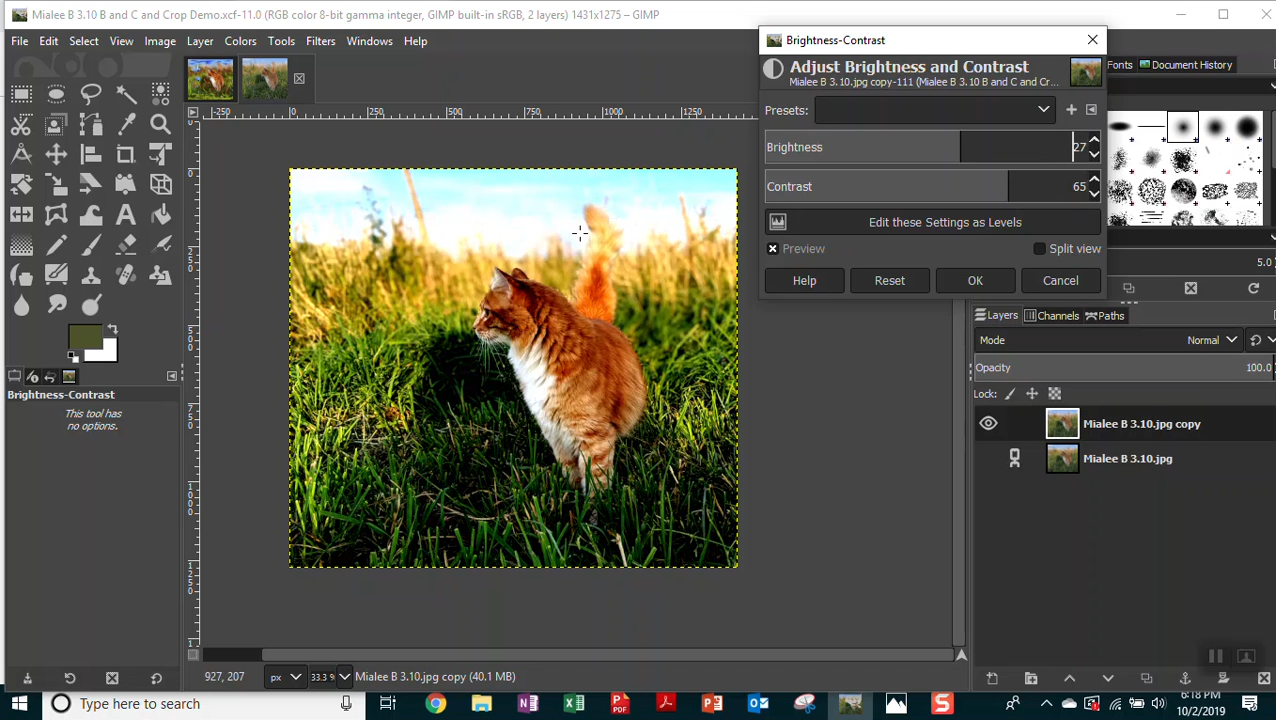 Mialee B 3.10 B and C and Crop Demo.xcf-11.0 (RGB color 8-bit gamma integer, GIMP built-in sRGB, 2 layers) 1431x1275 – GIMP
File Edit Select View Image Layer Colors Tools Filters Windows Help
Brightness-Contrast
Adjust Brightness and Contrast
Mialee B 3.10.jpg copy-111 (Mialee B 3.10 B and C and Cr...
Fonts Document History
Presets:
Brightness 27
Contrast 65
Edit these Settings as Levels
Preview Split view
Help Reset OK Cancel
-250 0 250 500 750 1000 1250
0
250
500
750
1000
1250
5.0
Layers Channels Paths
Mode Normal
Opacity 100.0
Lock:
Mialee B 3.10.jpg copy
Mialee B 3.10.jpg
Brightness-Contrast
This tool has
no options.
927, 207 px 33.3 % Mialee B 3.10.jpg copy (40.1 MB)
Type here to search
6:18 PM
10/2/2019